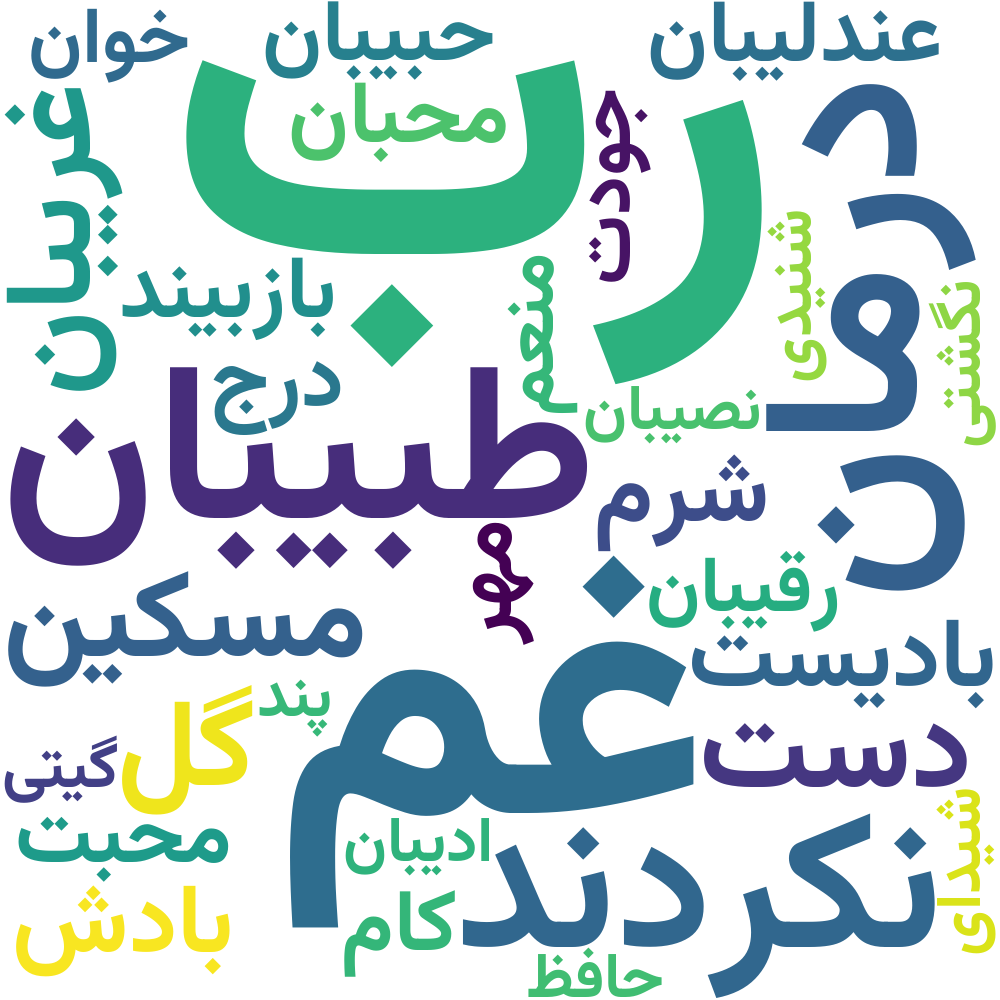 خوان
حبیبان
عندلیبان
رب
محبان
جودت
درمان
غریبان
شنیدی
بازبیند
منعم
نگشتی
درج
طبیبان
نصیبان
شرم
مهر
رقیبان
مسکین
غم
بادیست
پند
گل
دست
گیتی
محبت
ادیبان
نکردند
شیدای
بادش
کام
حافظ